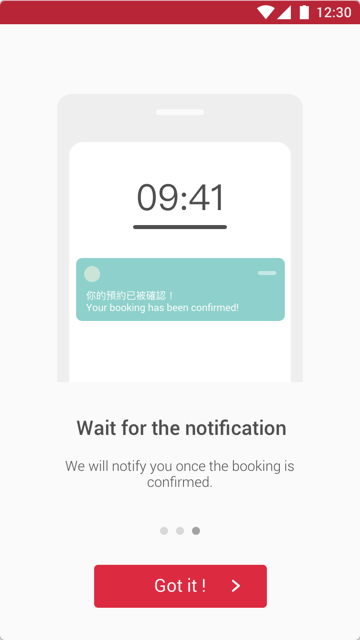 12:30
09:41
你的預約已被確認！
Your booking has been confirmed!
Wait for the notification
We will notify you once the booking is
confirmed.
Got it !